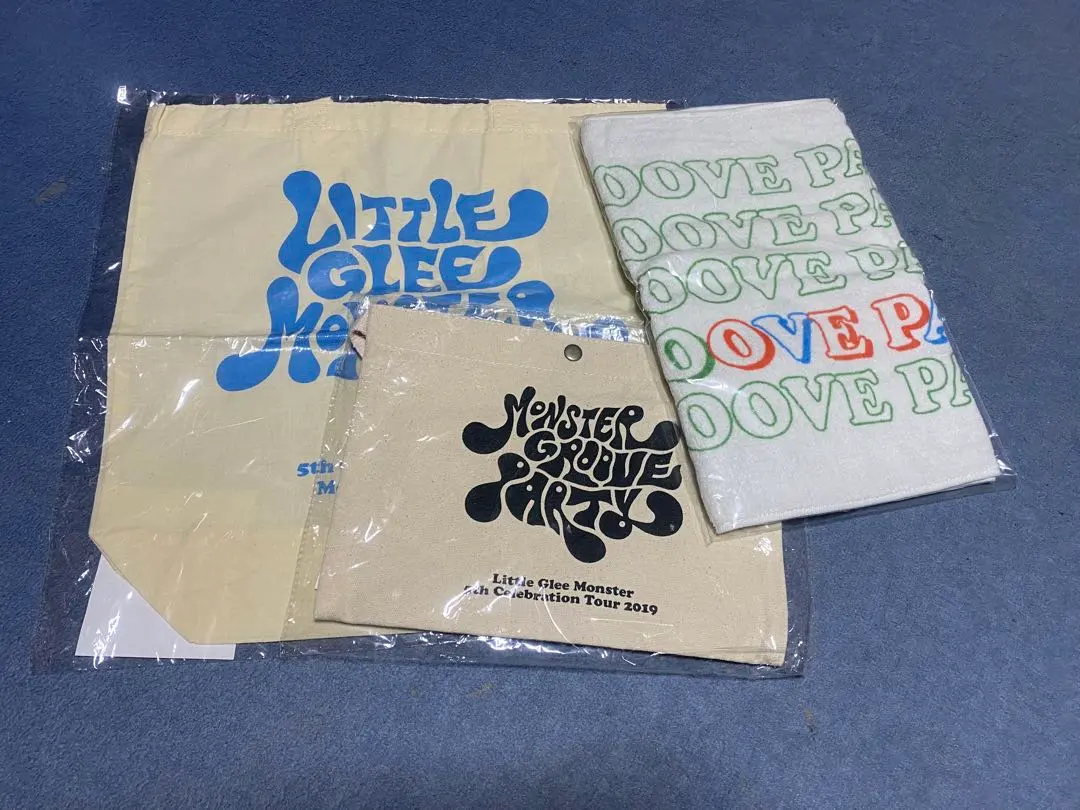 LITTLE
GLEE
MONSTER
5th
MONSTER
GROOVE
PARTY
Little Glee Monster
5th Celebration Tour 2019
OOVE PA
OOVE PA
OOVE PA
OOVE PA
OOVE PA